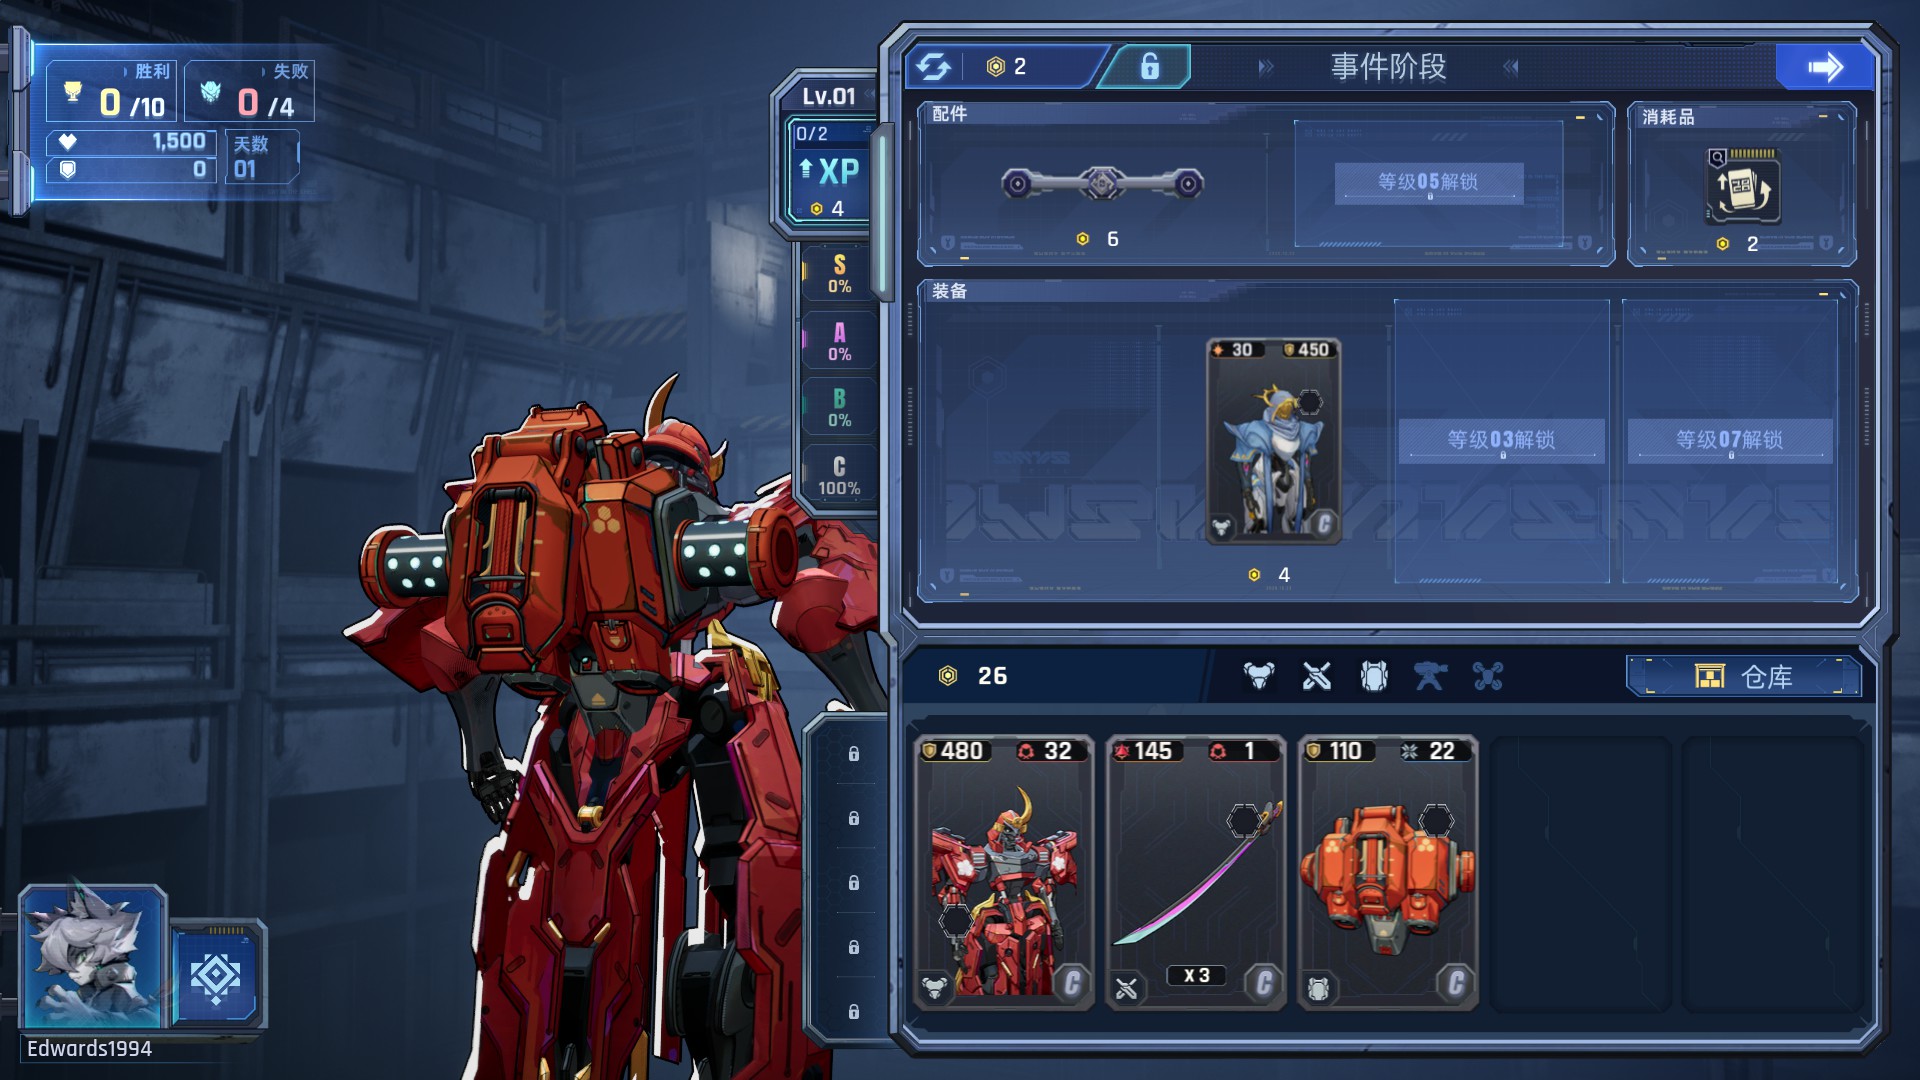 胜利
0/10
失败
0/4
1,500
0
天数
01
Lv.01
0/2
XP
4
S
0%
A
0%
B
0%
C
100%
2
事件阶段
配件
6
等级05解锁
消耗品
2
装备
30
450
C
4
等级03解锁
等级07解锁
26
仓库
480
32
C
145
1
x3
C
110
22
C
Edwards1994